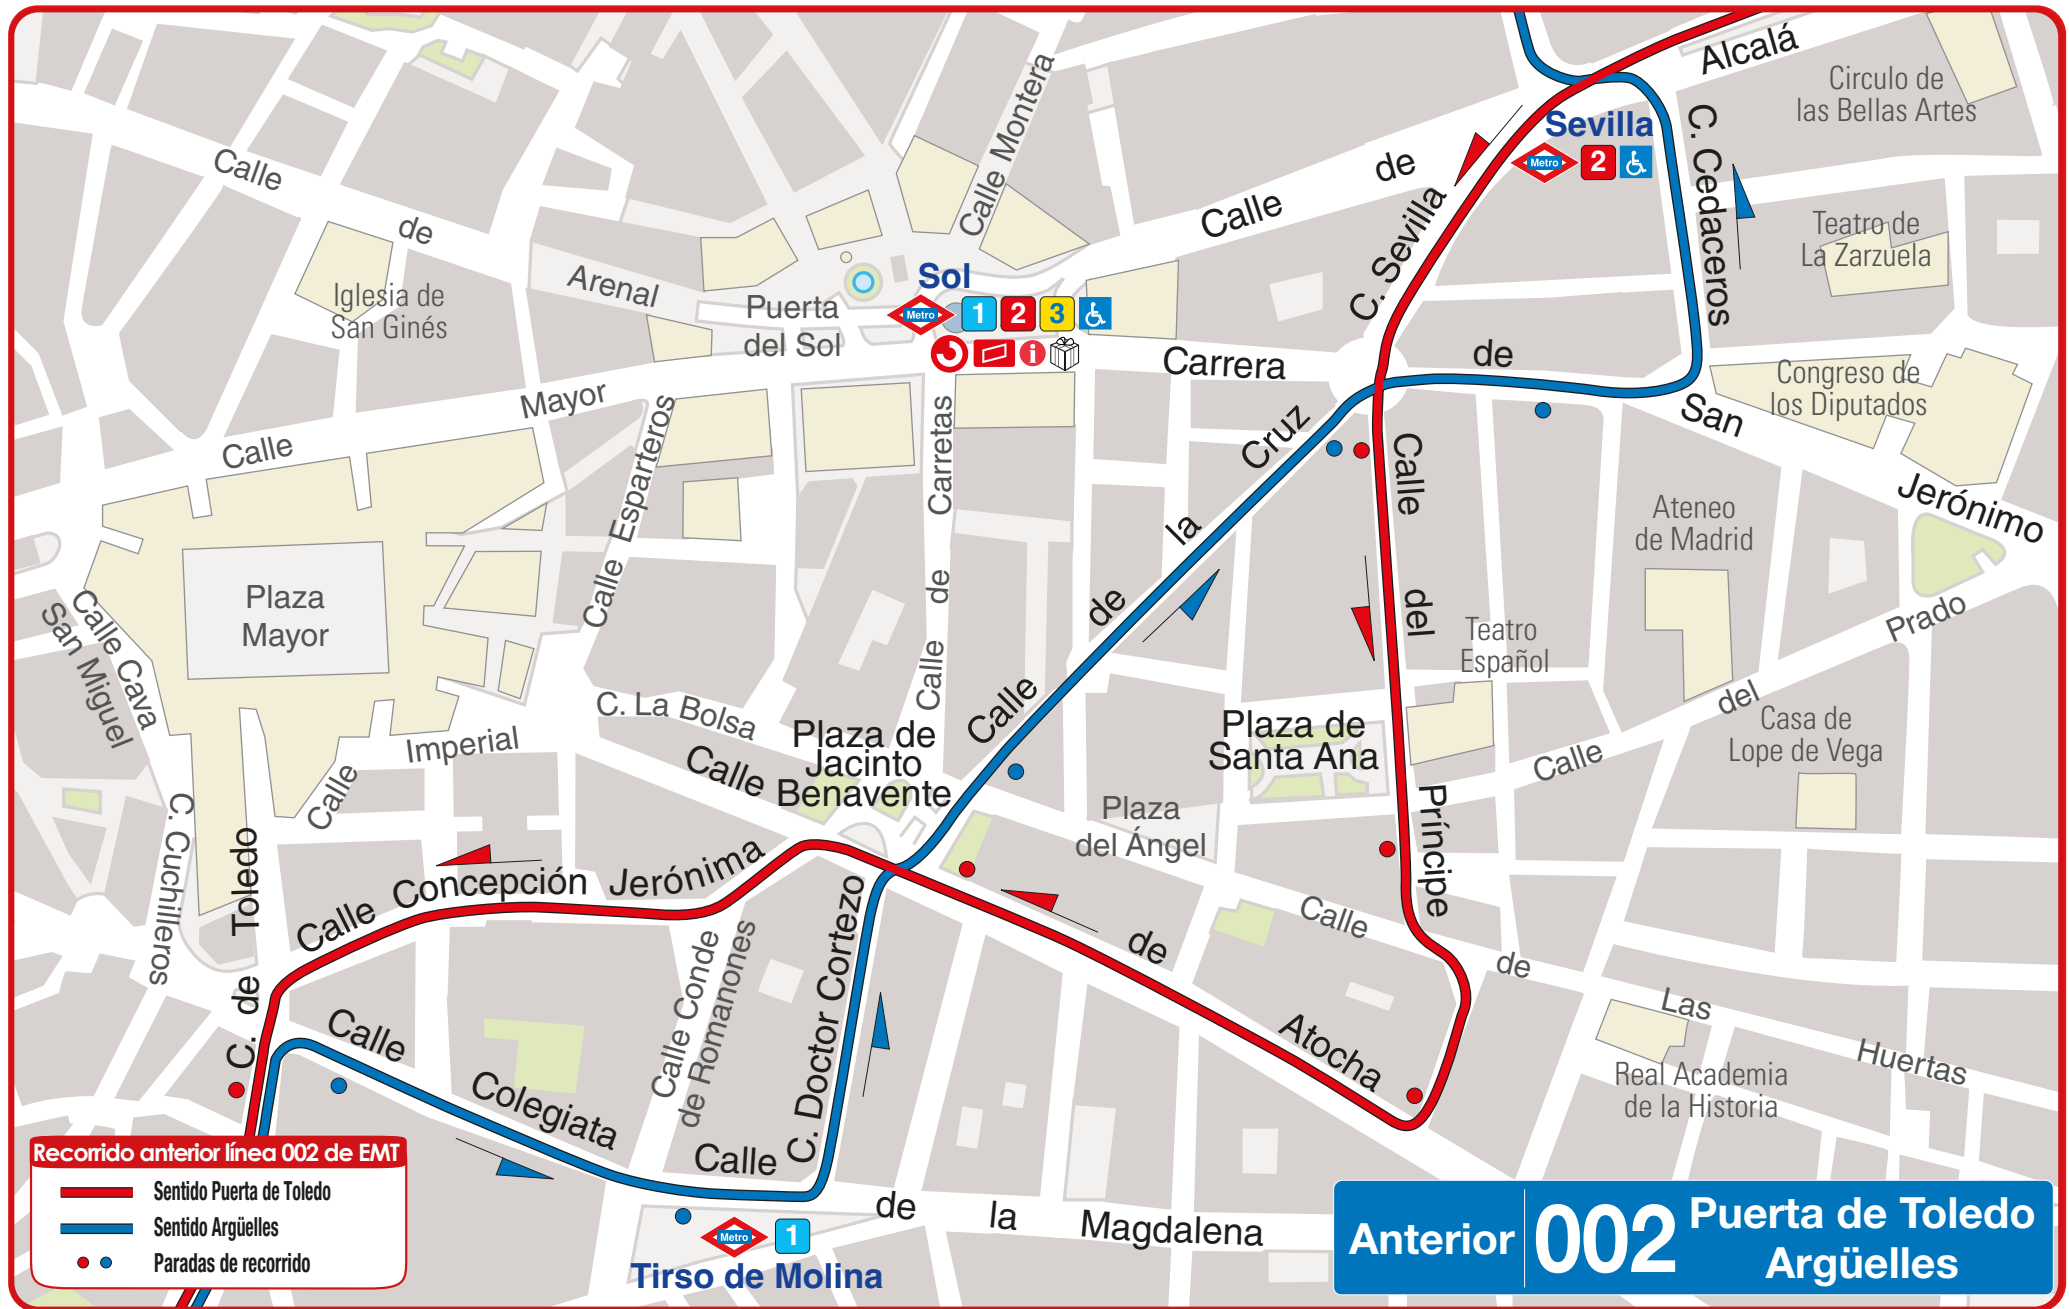 Alcalá
Circulo de
las Bellas Artes
Sevilla
Metro
2
C. Cedaceros
Calle Montera
Calle
de
Arenal
Calle
de
C. Sevilla
Teatro de
La Zarzuela
Iglesia de
San Ginés
Puerta
del Sol
Sol
Metro
1
2
3
i
Carrera
de
San
Jerónimo
Congreso de
los Diputados
Calle
Mayor
Calle Esparteros
Calle de Carretas
Calle
de
la
Cruz
Calle
del
Príncipe
Ateneo
de Madrid
Plaza
Mayor
Calle Cava
San Miguel
Teatro
Español
Calle
del
Prado
Casa de
Lope de Vega
C. La Bolsa
Calle
Imperial
Plaza de
Jacinto
Benavente
Plaza de
Santa Ana
Plaza
del Ángel
Calle
de
Atocha
C. Cuchilleros
C. de Toledo
Calle Concepción Jerónima
Calle
de
Las
Huertas
Calle Conde
de Romanones
C. Doctor Cortezo
Calle
Colegiata
Real Academia
de la Historia
Calle
de
la
Magdalena
Metro
1
Tirso de Molina
Recorrido anterior línea 002 de EMT
Sentido Puerta de Toledo
Sentido Argüelles
Paradas de recorrido
Anterior
002
Puerta de Toledo
Argüelles